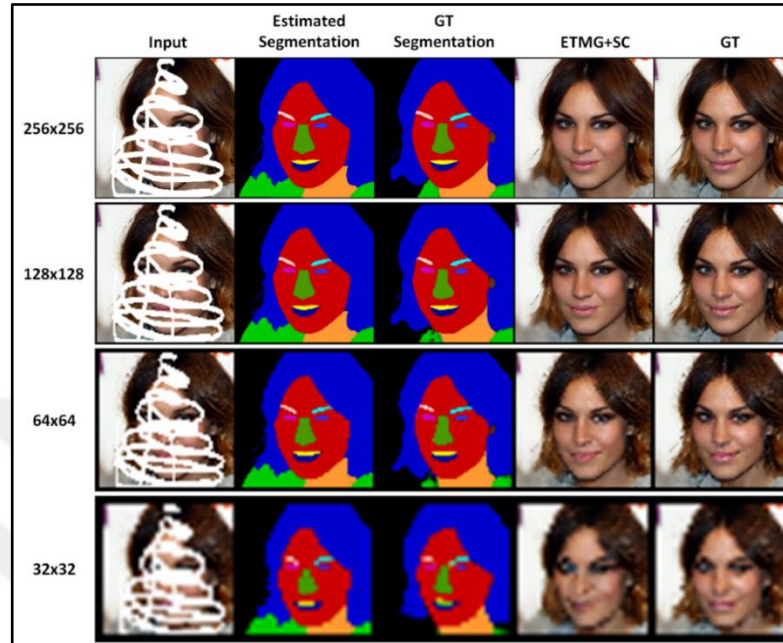 Input Estimated Segmentation GT Segmentation ETMG+SC GT
256x256
128x128
64x64
32x32